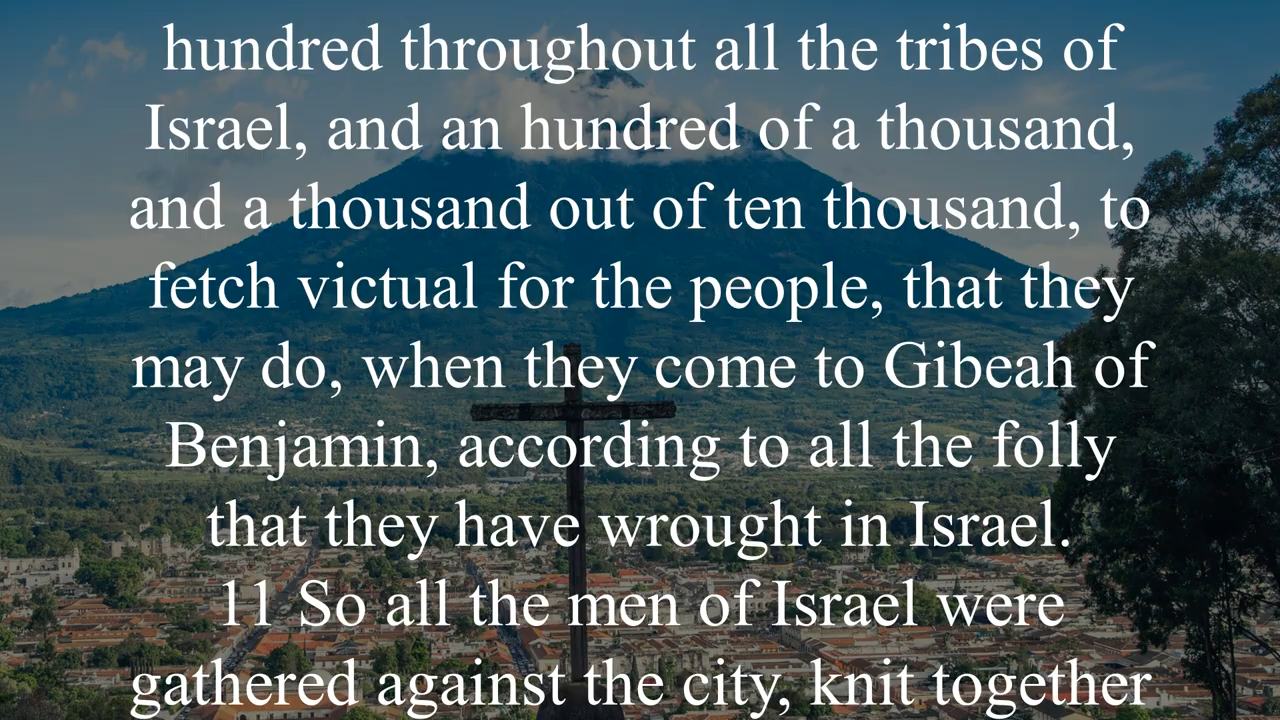 hundred throughout all the tribes of
Israel, and an hundred of a thousand,
and a thousand out of ten thousand, to
fetch victual for the people, that they
may do, when they come to Gibeah of
Benjamin, according to all the folly
that they have wrought in Israel.
11 So all the men of Israel were
gathered against the city, knit together